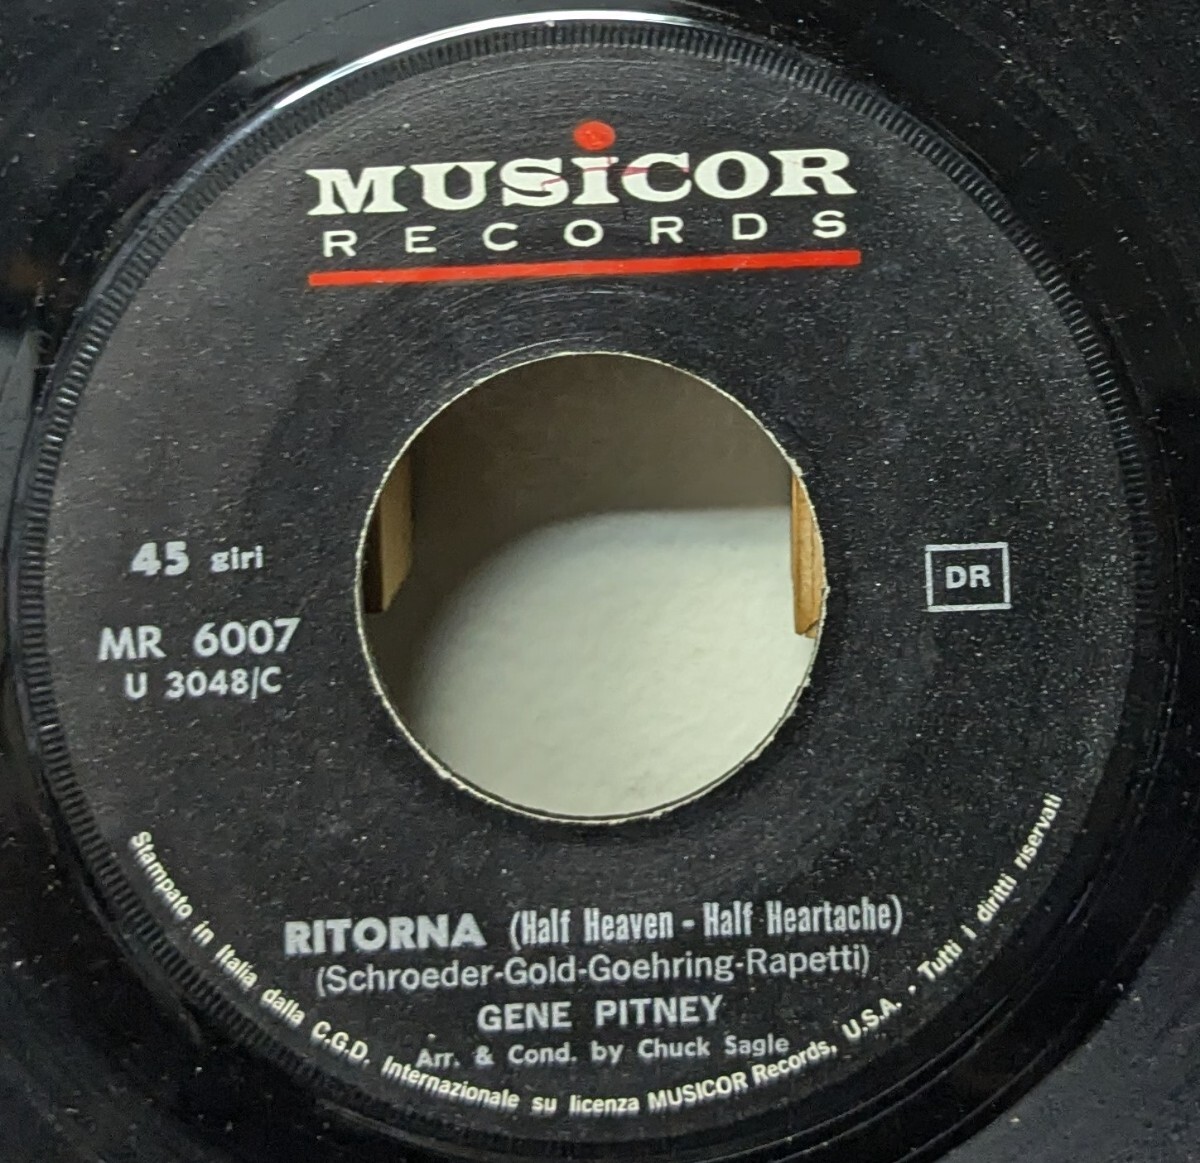 MUSiCOR
RECORDS
45 giri
MR 6007
U 3048/C
DR
RITORNA (Half Heaven - Half Heartache)
(Schroeder-Gold-Goehring-Rapetti)
GENE PITNEY
Arr. & Cond. by Chuck Sagle
Stampato in Italia dalla C.G.D. Internazionale su licenza MUSICOR Records, U.S.A. • Tutti i diritti riservati